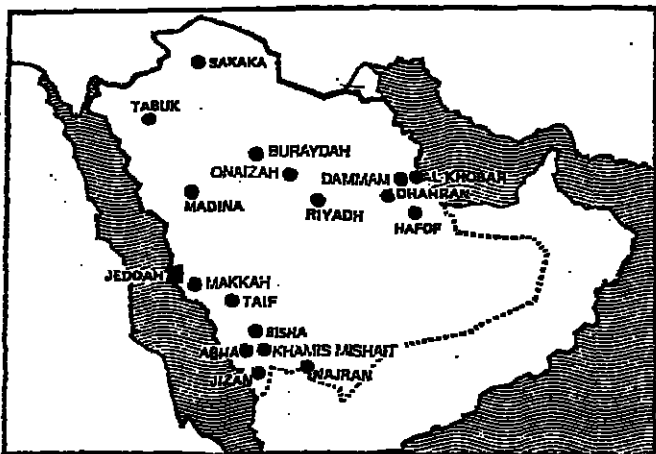 SAKAKA
TABUK
BURAYDAH
ONAIZAH
DAMMAM
AL KHOBAR
DHAHRAN
MADINA
RIYADH
HAFOF
JEDDAH
MAKKAH
TAIF
BISHA
ABHA
KHAMIS MISHAIT
JIZAN
NAJRAN